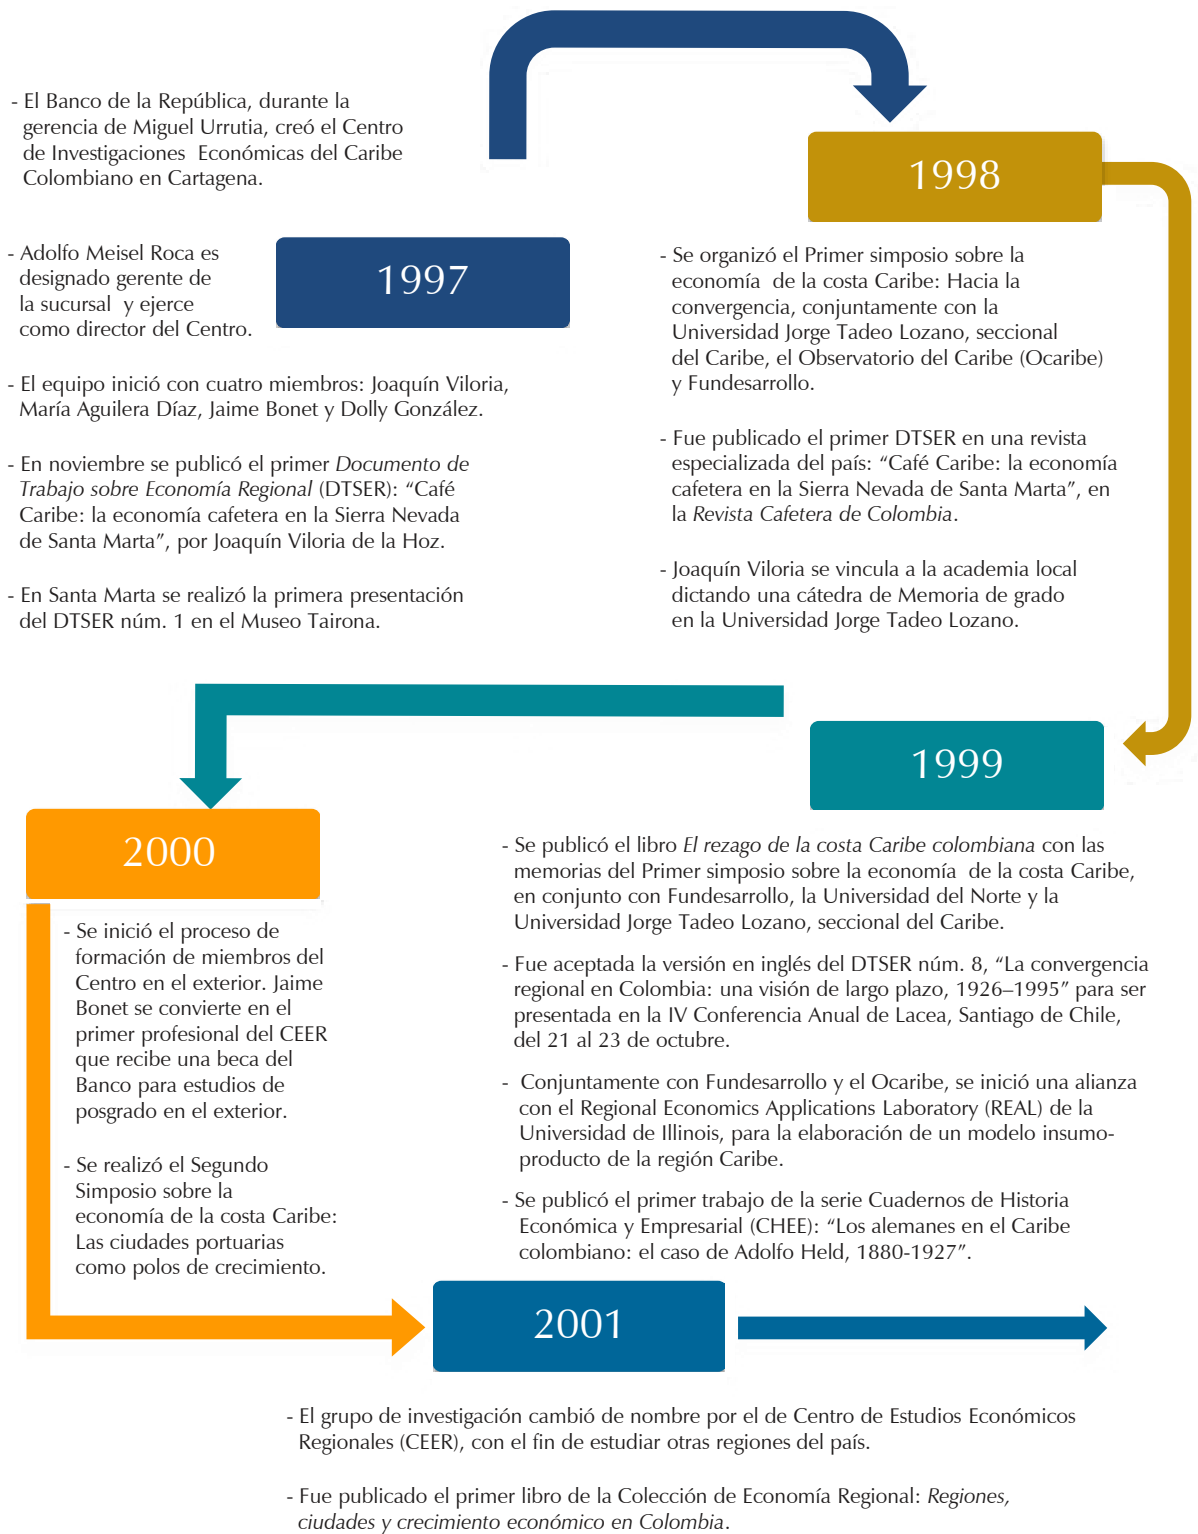 - El Banco de la República, durante la
gerencia de Miguel Urrutia, creó el Centro
de Investigaciones Económicas del Caribe
Colombiano en Cartagena.
1997
- Adolfo Meisel Roca es
designado gerente de
la sucursal y ejerce
como director del Centro.
- El equipo inició con cuatro miembros: Joaquín Viloria,
María Aguilera Díaz, Jaime Bonet y Dolly González.
- En noviembre se publicó el primer Documento de
Trabajo sobre Economía Regional (DTSER): “Café
Caribe: la economía cafetera en la Sierra Nevada
de Santa Marta”, por Joaquín Viloria de la Hoz.
- En Santa Marta se realizó la primera presentación
del DTSER núm. 1 en el Museo Tairona.
1998
- Se organizó el Primer simposio sobre la
economía de la costa Caribe: Hacia la
convergencia, conjuntamente con la
Universidad Jorge Tadeo Lozano, seccional
del Caribe, el Observatorio del Caribe (Ocaribe)
y Fundesarrollo.
- Fue publicado el primer DTSER en una revista
especializada del país: “Café Caribe: la economía
cafetera en la Sierra Nevada de Santa Marta”, en
la Revista Cafetera de Colombia.
- Joaquín Viloria se vincula a la academia local
dictando una cátedra de Memoria de grado
en la Universidad Jorge Tadeo Lozano.
1999
- Se publicó el libro El rezago de la costa Caribe colombiana con las
memorias del Primer simposio sobre la economía de la costa Caribe,
en conjunto con Fundesarrollo, la Universidad del Norte y la
Universidad Jorge Tadeo Lozano, seccional del Caribe.
- Fue aceptada la versión en inglés del DTSER núm. 8, “La convergencia
regional en Colombia: una visión de largo plazo, 1926–1995” para ser
presentada en la IV Conferencia Anual de Lacea, Santiago de Chile,
del 21 al 23 de octubre.
- Conjuntamente con Fundesarrollo y el Ocaribe, se inició una alianza
con el Regional Economics Applications Laboratory (REAL) de la
Universidad de Illinois, para la elaboración de un modelo insumo-
producto de la región Caribe.
- Se publicó el primer trabajo de la serie Cuadernos de Historia
Económica y Empresarial (CHEE): “Los alemanes en el Caribe
colombiano: el caso de Adolfo Held, 1880-1927”.
2000
- Se inició el proceso de
formación de miembros del
Centro en el exterior. Jaime
Bonet se convierte en el
primer profesional del CEER
que recibe una beca del
Banco para estudios de
posgrado en el exterior.
- Se realizó el Segundo
Simposio sobre la
economía de la costa Caribe:
Las ciudades portuarias
como polos de crecimiento.
2001
- El grupo de investigación cambió de nombre por el de Centro de Estudios Económicos
Regionales (CEER), con el fin de estudiar otras regiones del país.
- Fue publicado el primer libro de la Colección de Economía Regional: Regiones,
ciudades y crecimiento económico en Colombia.